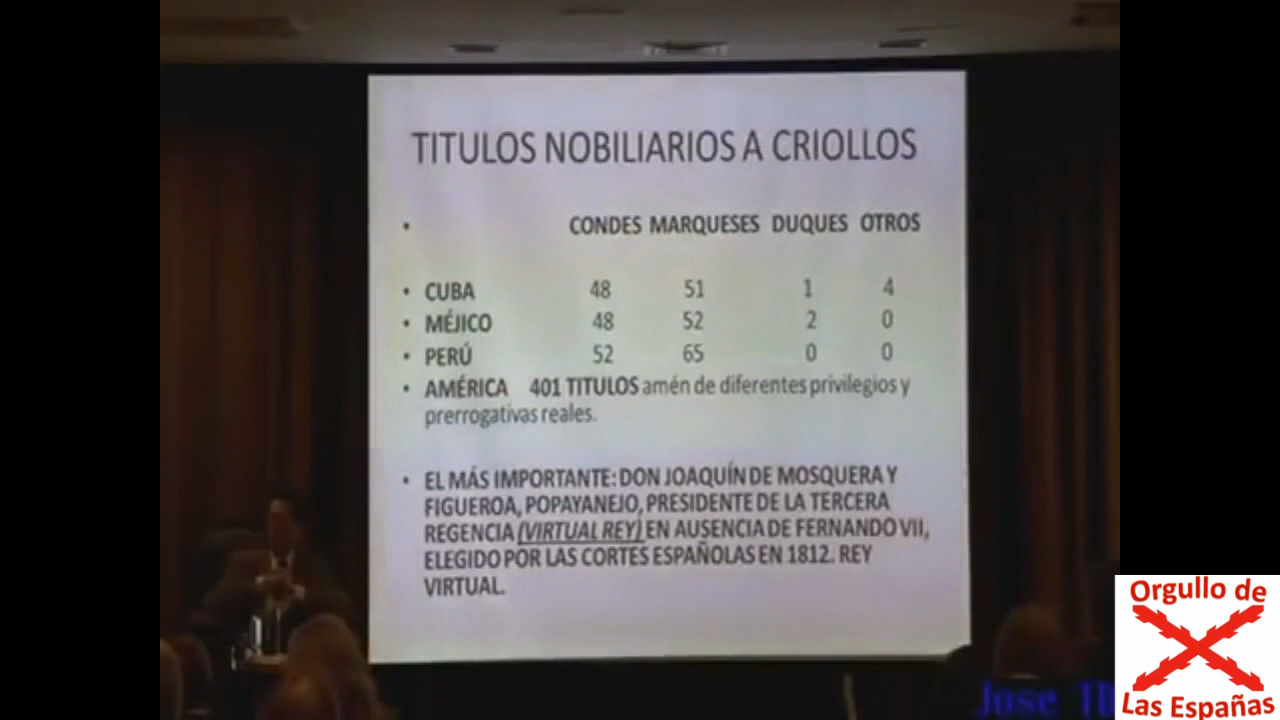 TITULOS NOBILIARIOS A CRIOLLOS
• CONDES MARQUESES DUQUES OTROS
• CUBA 48 51 1 4
• MÉJICO 48 52 2 0
• PERÚ 52 65 0 0
• AMÉRICA 401 TITULOS amén de diferentes privilegios y
prerrogativas reales.
• EL MÁS IMPORTANTE: DON JOAQUÍN DE MOSQUERA Y
FIGUEROA, POPAYANEJO, PRESIDENTE DE LA TERCERA
REGENCIA (VIRTUAL REY) EN AUSENCIA DE FERNANDO VII,
ELEGIDO POR LAS CORTES ESPAÑOLAS EN 1812. REY
VIRTUAL.
Orgullo de
Las Españas
Jose